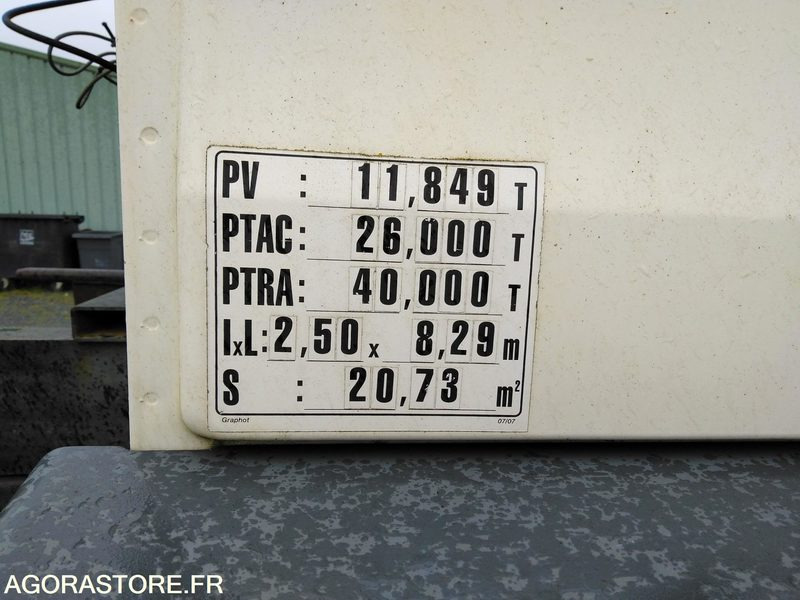 PV : 11,849 T
PTAC : 26,000 T
PTRA : 40,000 T
IxL : 2,50 x 8,29 m
S : 20,73 m²
Graphot 07/07
AGORASTORE.FR